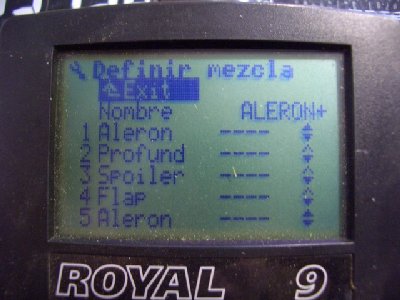 Definir mezcla
Exit
Nombre ALERON+
1 Aleron ----
2 Profund ----
3 Spoiler ----
4 Flap ----
5 Aleron ----
ROYAL 9